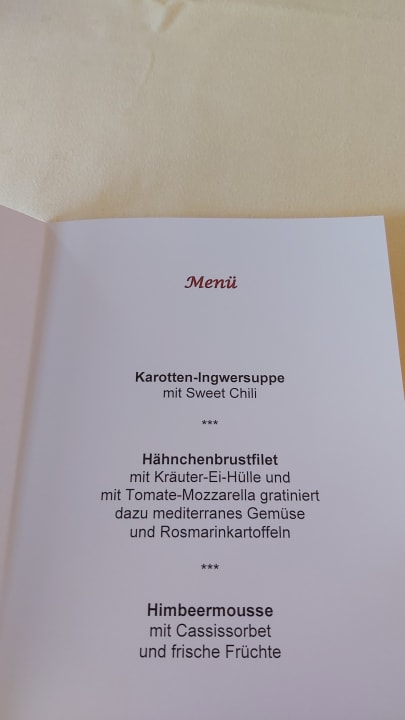 Menü
Karotten-Ingwersuppe
mit Sweet Chili
***
Hähnchenbrustfilet
mit Kräuter-Ei-Hülle und
mit Tomate-Mozzarella gratiniert
dazu mediterranes Gemüse
und Rosmarinkartoffeln
***
Himbeermousse
mit Cassissorbet
und frische Früchte